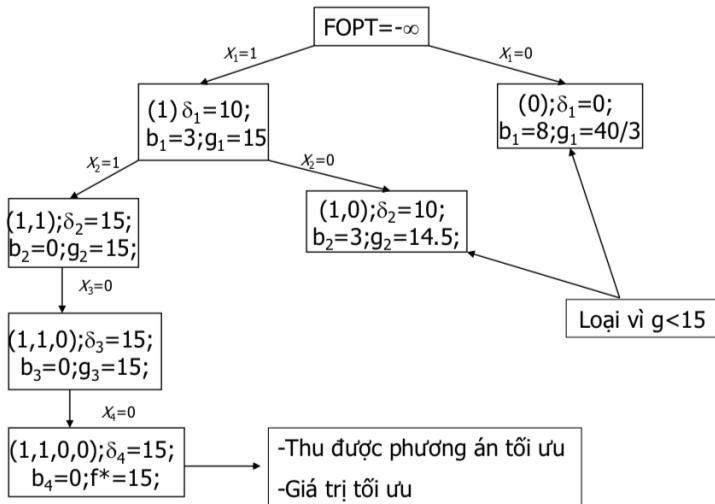 FOPT=-∞
X₁=1
X₁=0
(1) δ₁=10;
b₁=3;g₁=15
(0);δ₁=0;
b₁=8;g₁=40/3
X₂=1
X₂=0
(1,1);δ₂=15;
b₂=0;g₂=15;
(1,0);δ₂=10;
b₂=3;g₂=14.5;
X₃=0
Loại vì g<15
(1,1,0);δ₃=15;
b₃=0;g₃=15;
X₄=0
(1,1,0,0);δ₄=15;
b₄=0;f*=15;
-Thu được phương án tối ưu
-Giá trị tối ưu